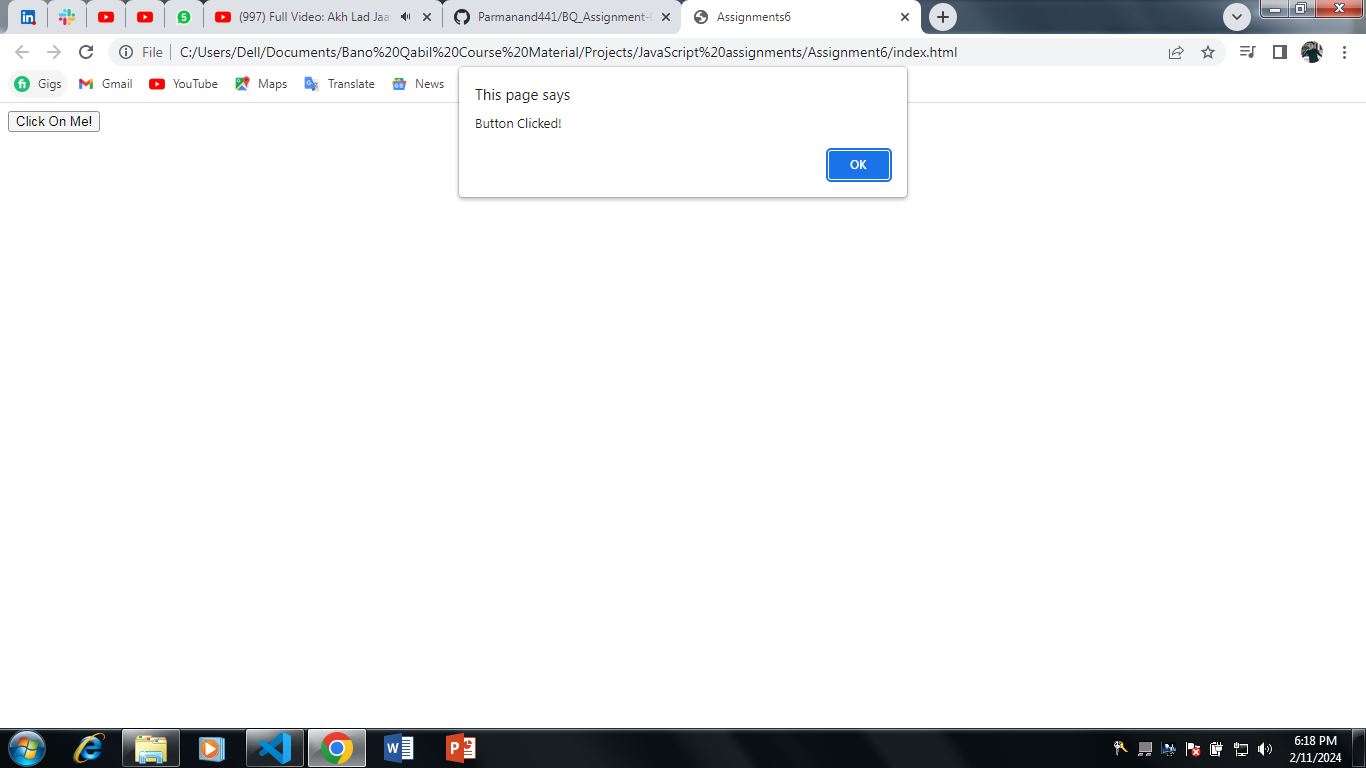 (997) Full Video: Akh Lad Jaa
Parmanand441/BQ_Assignment-
Assignments6
File
C:/Users/Dell/Documents/Bano%20Qabil%20Course%20Material/Projects/JavaScript%20assignments/Assignment6/index.html
Gigs
Gmail
YouTube
Maps
Translate
News
This page says
Button Clicked!
OK
Click On Me!
6:18 PM
2/11/2024